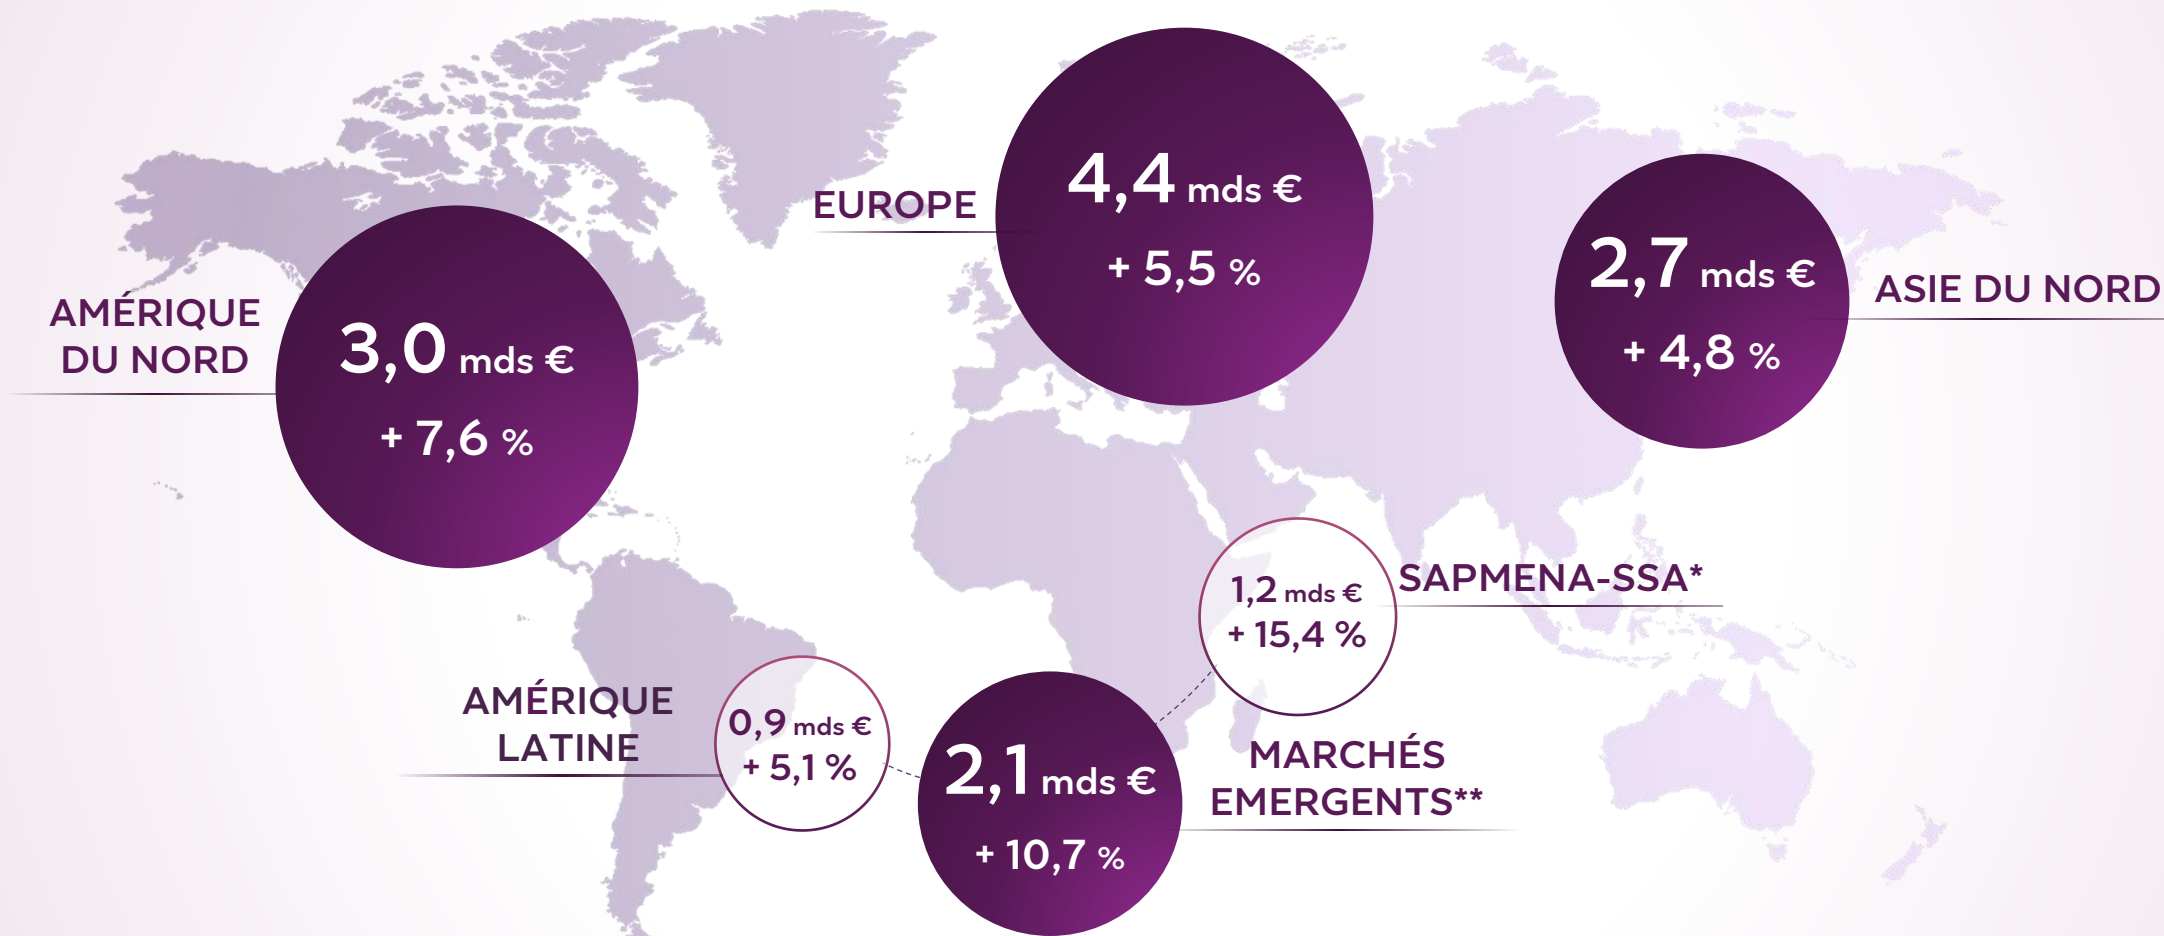 EUROPE
4,4 mds €
+ 5,5 %
2,7 mds €
+ 4,8 %
ASIE DU NORD
AMÉRIQUE
DU NORD
3,0 mds €
+ 7,6 %
1,2 mds €
+ 15,4 %
SAPMENA-SSA*
AMÉRIQUE
LATINE
0,9 mds €
+ 5,1 %
2,1 mds €
+ 10,7 %
MARCHÉS
EMERGENTS**